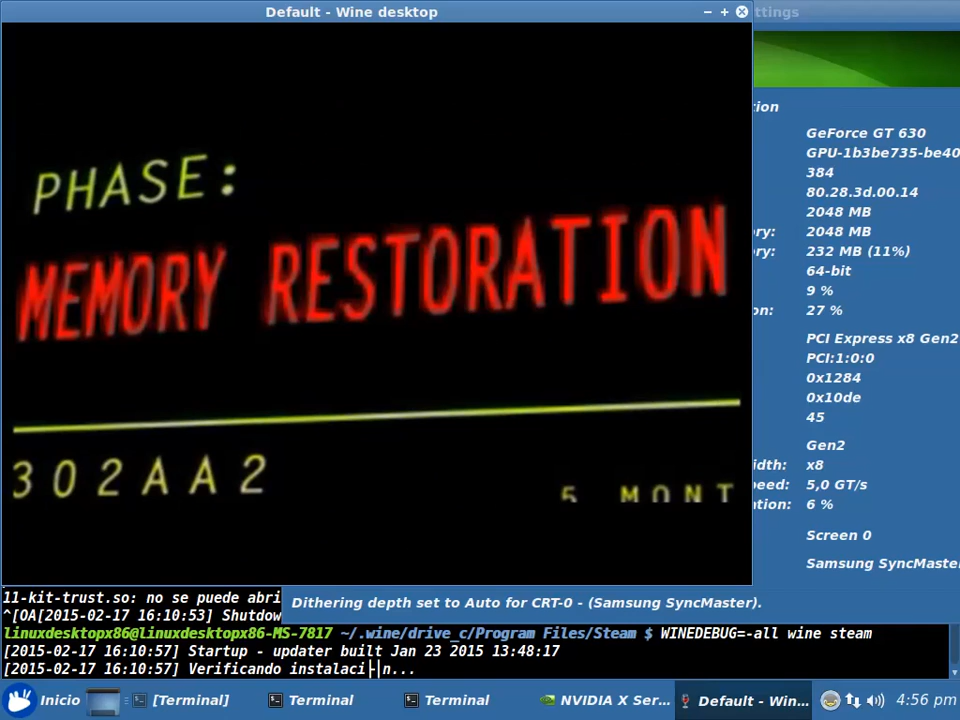 Default - Wine desktop
ttings
PHASE:
MEMORY RESTORATION
302AA2
5 MONT
tion
GeForce GT 630
GPU-1b3be735-be40
384
80.28.3d.00.14
2048 MB
ry: 2048 MB
ry: 232 MB (11%)
64-bit
9 %
on: 27 %
PCI Express x8 Gen2
PCI:1:0:0
0x1284
0x10de
45
Gen2
idth: x8
peed: 5,0 GT/s
ation: 6 %
Screen 0
Samsung SyncMaster
11-kit-trust.so: no se puede abri
^[OA[2015-02-17 16:10:53] Shutdow
Dithering depth set to Auto for CRT-0 - (Samsung SyncMaster).
linuxdesktopx86@linuxdesktopx86-MS-7817 ~/.wine/drive_c/Program Files/Steam $ WINEDEBUG=-all wine steam
[2015-02-17 16:10:57] Startup - updater built Jan 23 2015 13:48:17
[2015-02-17 16:10:57] Verificando instalaci├│n...
Inicio
[Terminal]
Terminal
Terminal
NVIDIA X Ser...
Default - Win...
4:56 pm